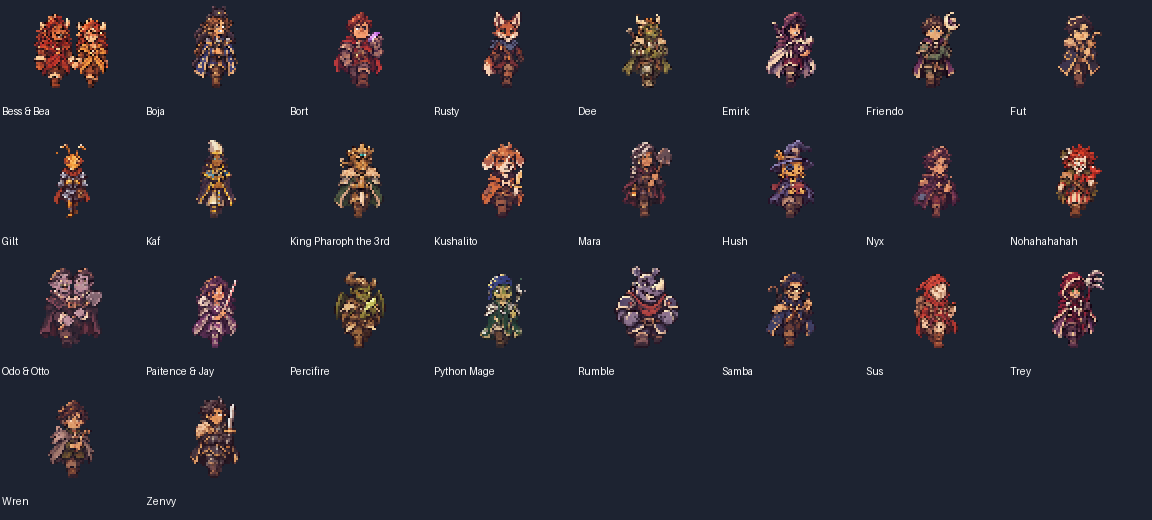 Bess & Bea
Boja
Bort
Rusty
Dee
Emirk
Friendo
Fut
Gilt
Kaf
King Pharoph the 3rd
Kushalito
Mara
Hush
Nyx
Nohahahahah
Odo & Otto
Paitence & Jay
Percifire
Python Mage
Rumble
Samba
Sus
Trey
Wren
Zenvy